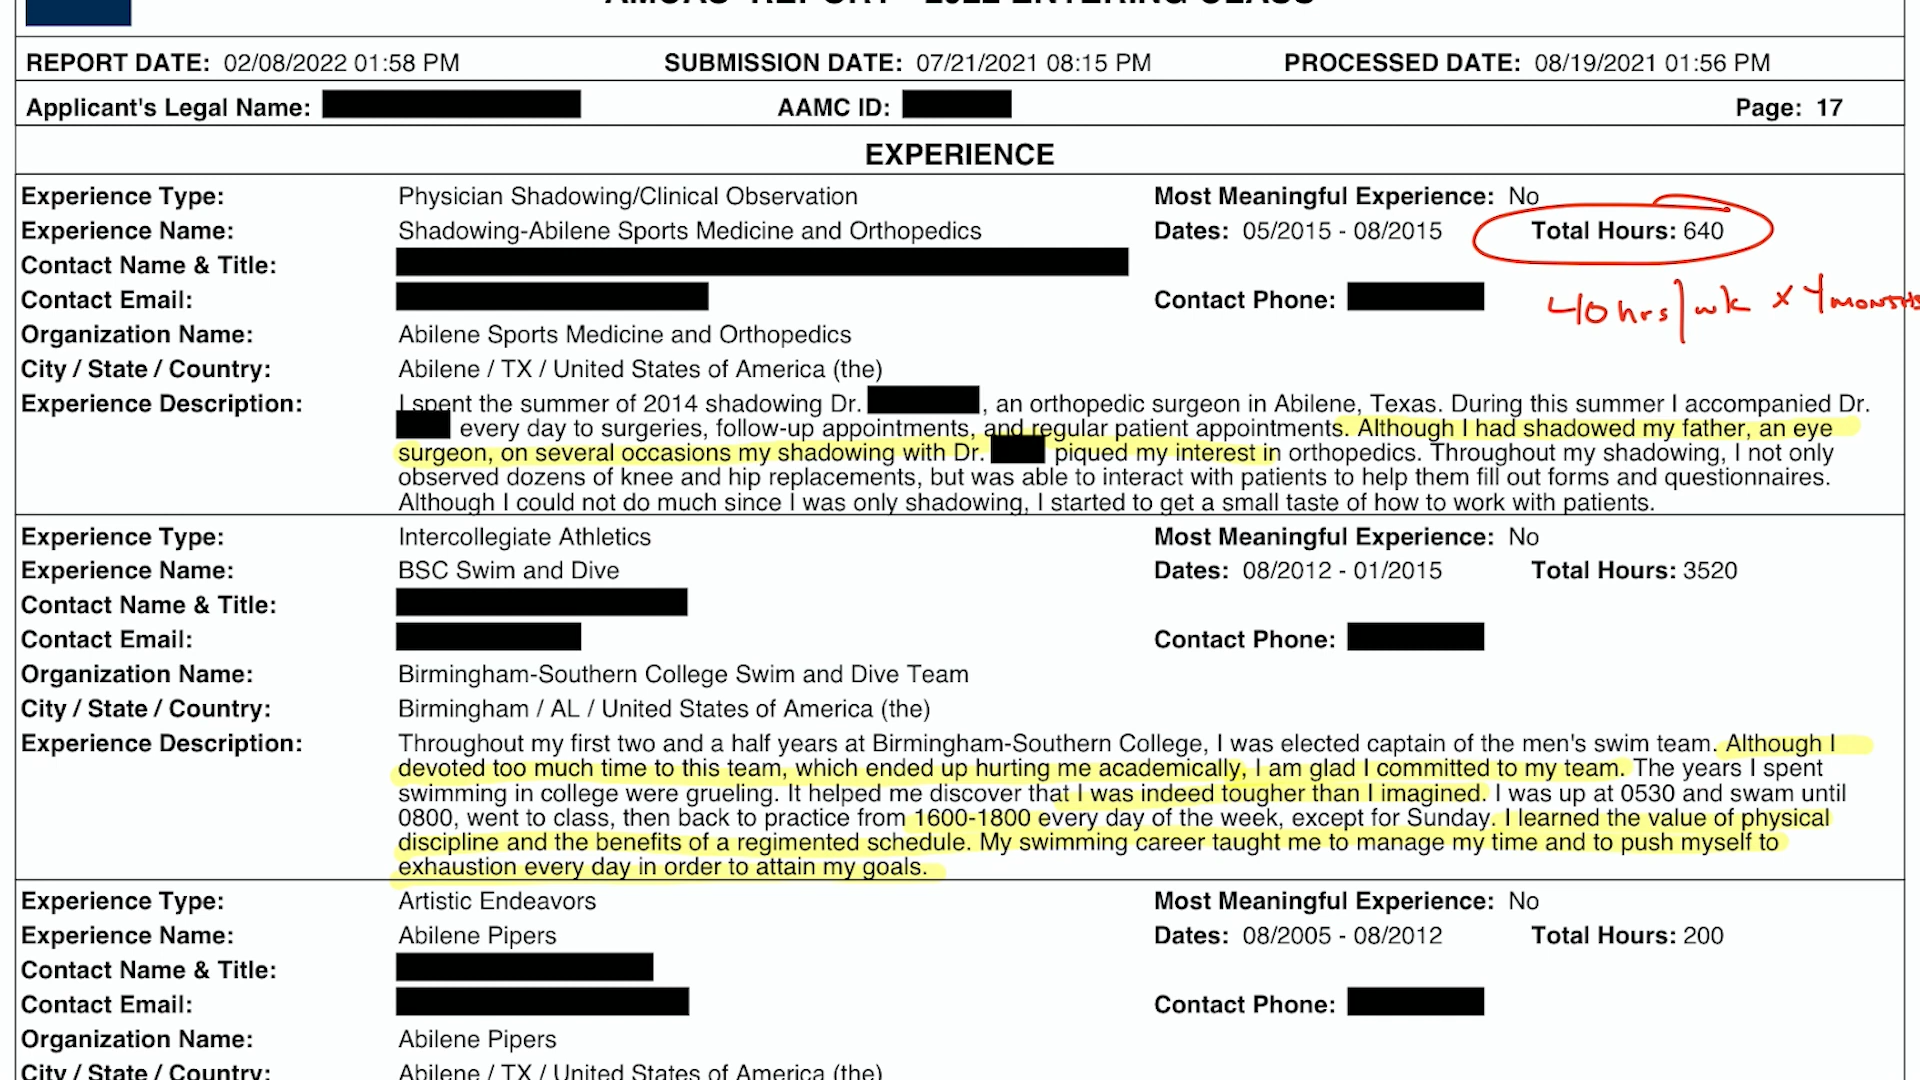 AMCAS® REPORT - 2022 ENTERING CLASS
REPORT DATE: 02/08/2022 01:58 PM SUBMISSION DATE: 07/21/2021 08:15 PM PROCESSED DATE: 08/19/2021 01:56 PM
Applicant's Legal Name: AAMC ID: Page: 17
EXPERIENCE
Experience Type: Physician Shadowing/Clinical Observation Most Meaningful Experience: No
Experience Name: Shadowing-Abilene Sports Medicine and Orthopedics Dates: 05/2015 - 08/2015 Total Hours: 640
Contact Name & Title:
Contact Email: Contact Phone: 40 hrs/wk x 4 months
Organization Name: Abilene Sports Medicine and Orthopedics
City / State / Country: Abilene / TX / United States of America (the)
Experience Description: I spent the summer of 2014 shadowing Dr. , an orthopedic surgeon in Abilene, Texas. During this summer I accompanied Dr.
every day to surgeries, follow-up appointments, and regular patient appointments. Although I had shadowed my father, an eye
surgeon, on several occasions my shadowing with Dr. piqued my interest in orthopedics. Throughout my shadowing, I not only
observed dozens of knee and hip replacements, but was able to interact with patients to help them fill out forms and questionnaires.
Although I could not do much since I was only shadowing, I started to get a small taste of how to work with patients.
Experience Type: Intercollegiate Athletics Most Meaningful Experience: No
Experience Name: BSC Swim and Dive Dates: 08/2012 - 01/2015 Total Hours: 3520
Contact Name & Title:
Contact Email: Contact Phone:
Organization Name: Birmingham-Southern College Swim and Dive Team
City / State / Country: Birmingham / AL / United States of America (the)
Experience Description: Throughout my first two and a half years at Birmingham-Southern College, I was elected captain of the men's swim team. Although I
devoted too much time to this team, which ended up hurting me academically, I am glad I committed to my team. The years I spent
swimming in college were grueling. It helped me discover that I was indeed tougher than I imagined. I was up at 0530 and swam until
0800, went to class, then back to practice from 1600-1800 every day of the week, except for Sunday. I learned the value of physical
discipline and the benefits of a regimented schedule. My swimming career taught me to manage my time and to push myself to
exhaustion every day in order to attain my goals.
Experience Type: Artistic Endeavors Most Meaningful Experience: No
Experience Name: Abilene Pipers Dates: 08/2005 - 08/2012 Total Hours: 200
Contact Name & Title:
Contact Email: Contact Phone:
Organization Name: Abilene Pipers
City / State / Country: Abilene / TX / United States of America (the)